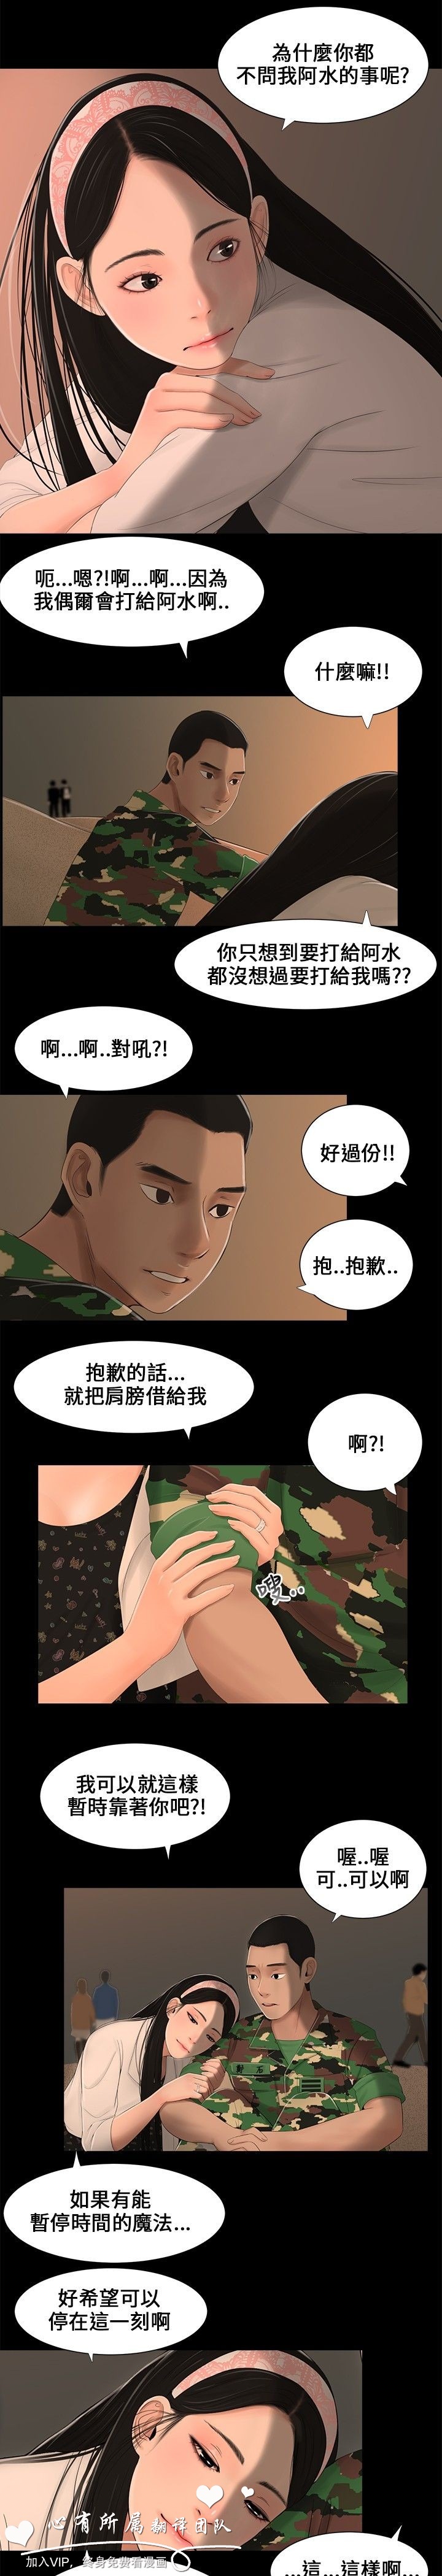 為什麼你都
不問我阿水的事呢?
呃...嗯?!啊...啊...因為
我偶爾會打給阿水啊..
什麼嘛!!
你只想到要打給阿水
都沒想過要打給我嗎??
啊...啊..對吼?!
好過份!!
抱..抱歉..
抱歉的話...
就把肩膀借給我
啊?!
嗖..
我可以就這樣
暫時靠著你吧?!
喔..喔
可..可以啊
如果有能
暫停時間的魔法...
好希望可以
停在這一刻啊
心有所属翻译团队
加入VIP, 终身免费看漫画
...這...這樣啊...